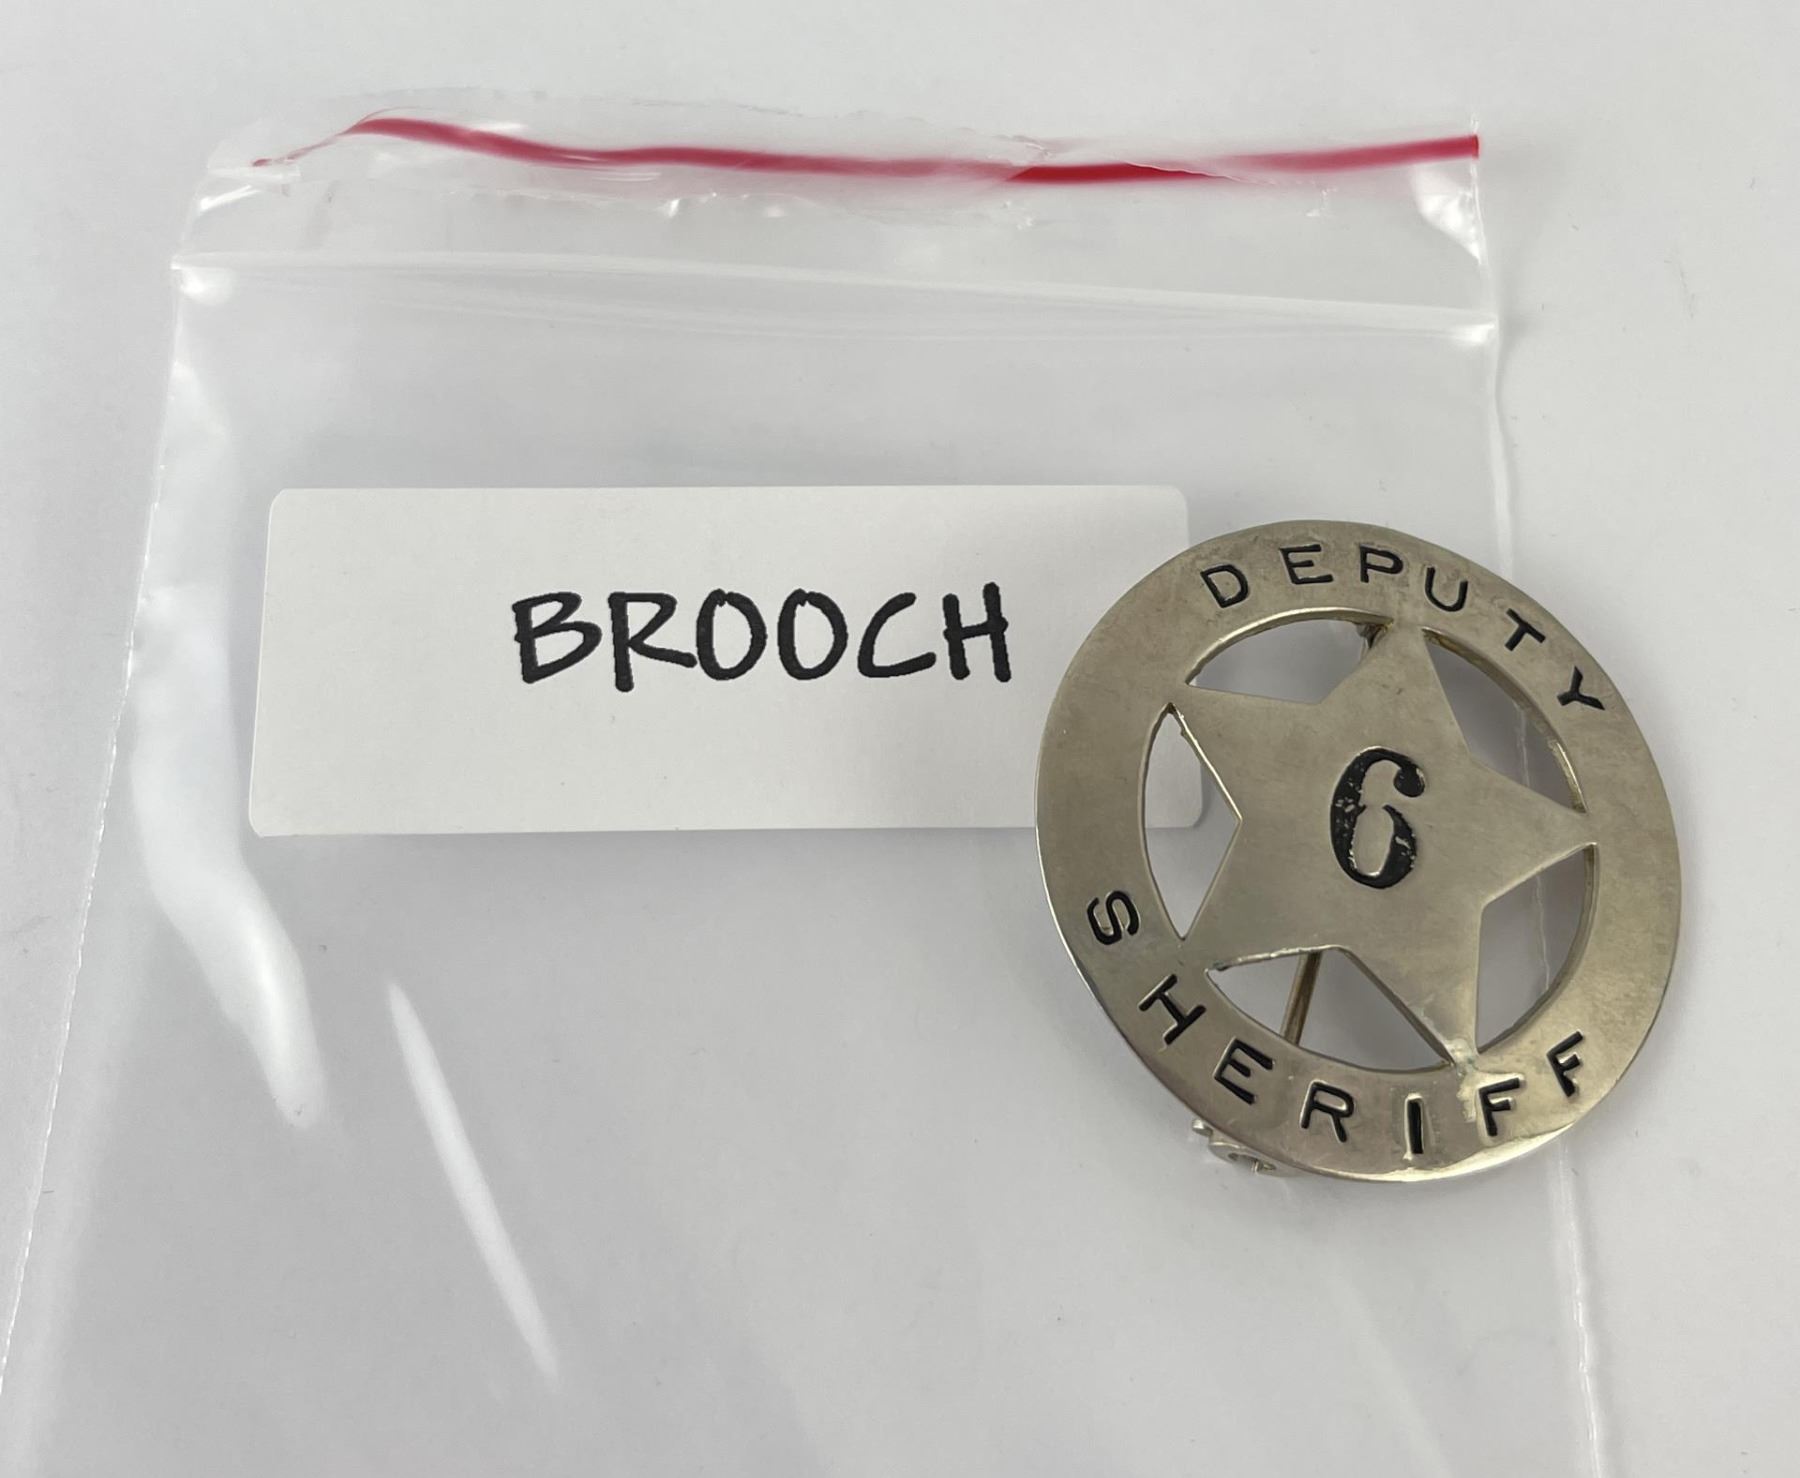 BROOCH
DEPUTY
6
SHERIFF